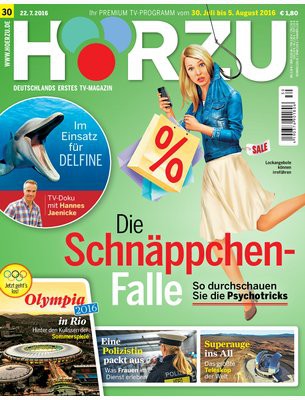 30
22.7.2016
Ihr PREMIUM TV-PROGRAMM vom 30. Juli bis 5. August 2016
€ 1,80
WWW.HOERZU.DE
HÖRZU
DEUTSCHLANDS ERSTES TV-MAGAZIN
Im
Einsatz
für
DELFINE
TV-Doku
mit Hannes
Jaenicke
%
SALE
Lockangebote
können
irreführen
Die
Schnäppchen-
Falle
So durchschauen
Sie die Psychotricks
Jetzt geht's
los!
Olympia
2016
in Rio
Hinter den Kulissen der
Sommerspiele
Eine
Polizistin
packt aus
Was Frauen im
Dienst erleben
POLIZEI
Superauge
ins All
Das größte
Teleskop
der Welt